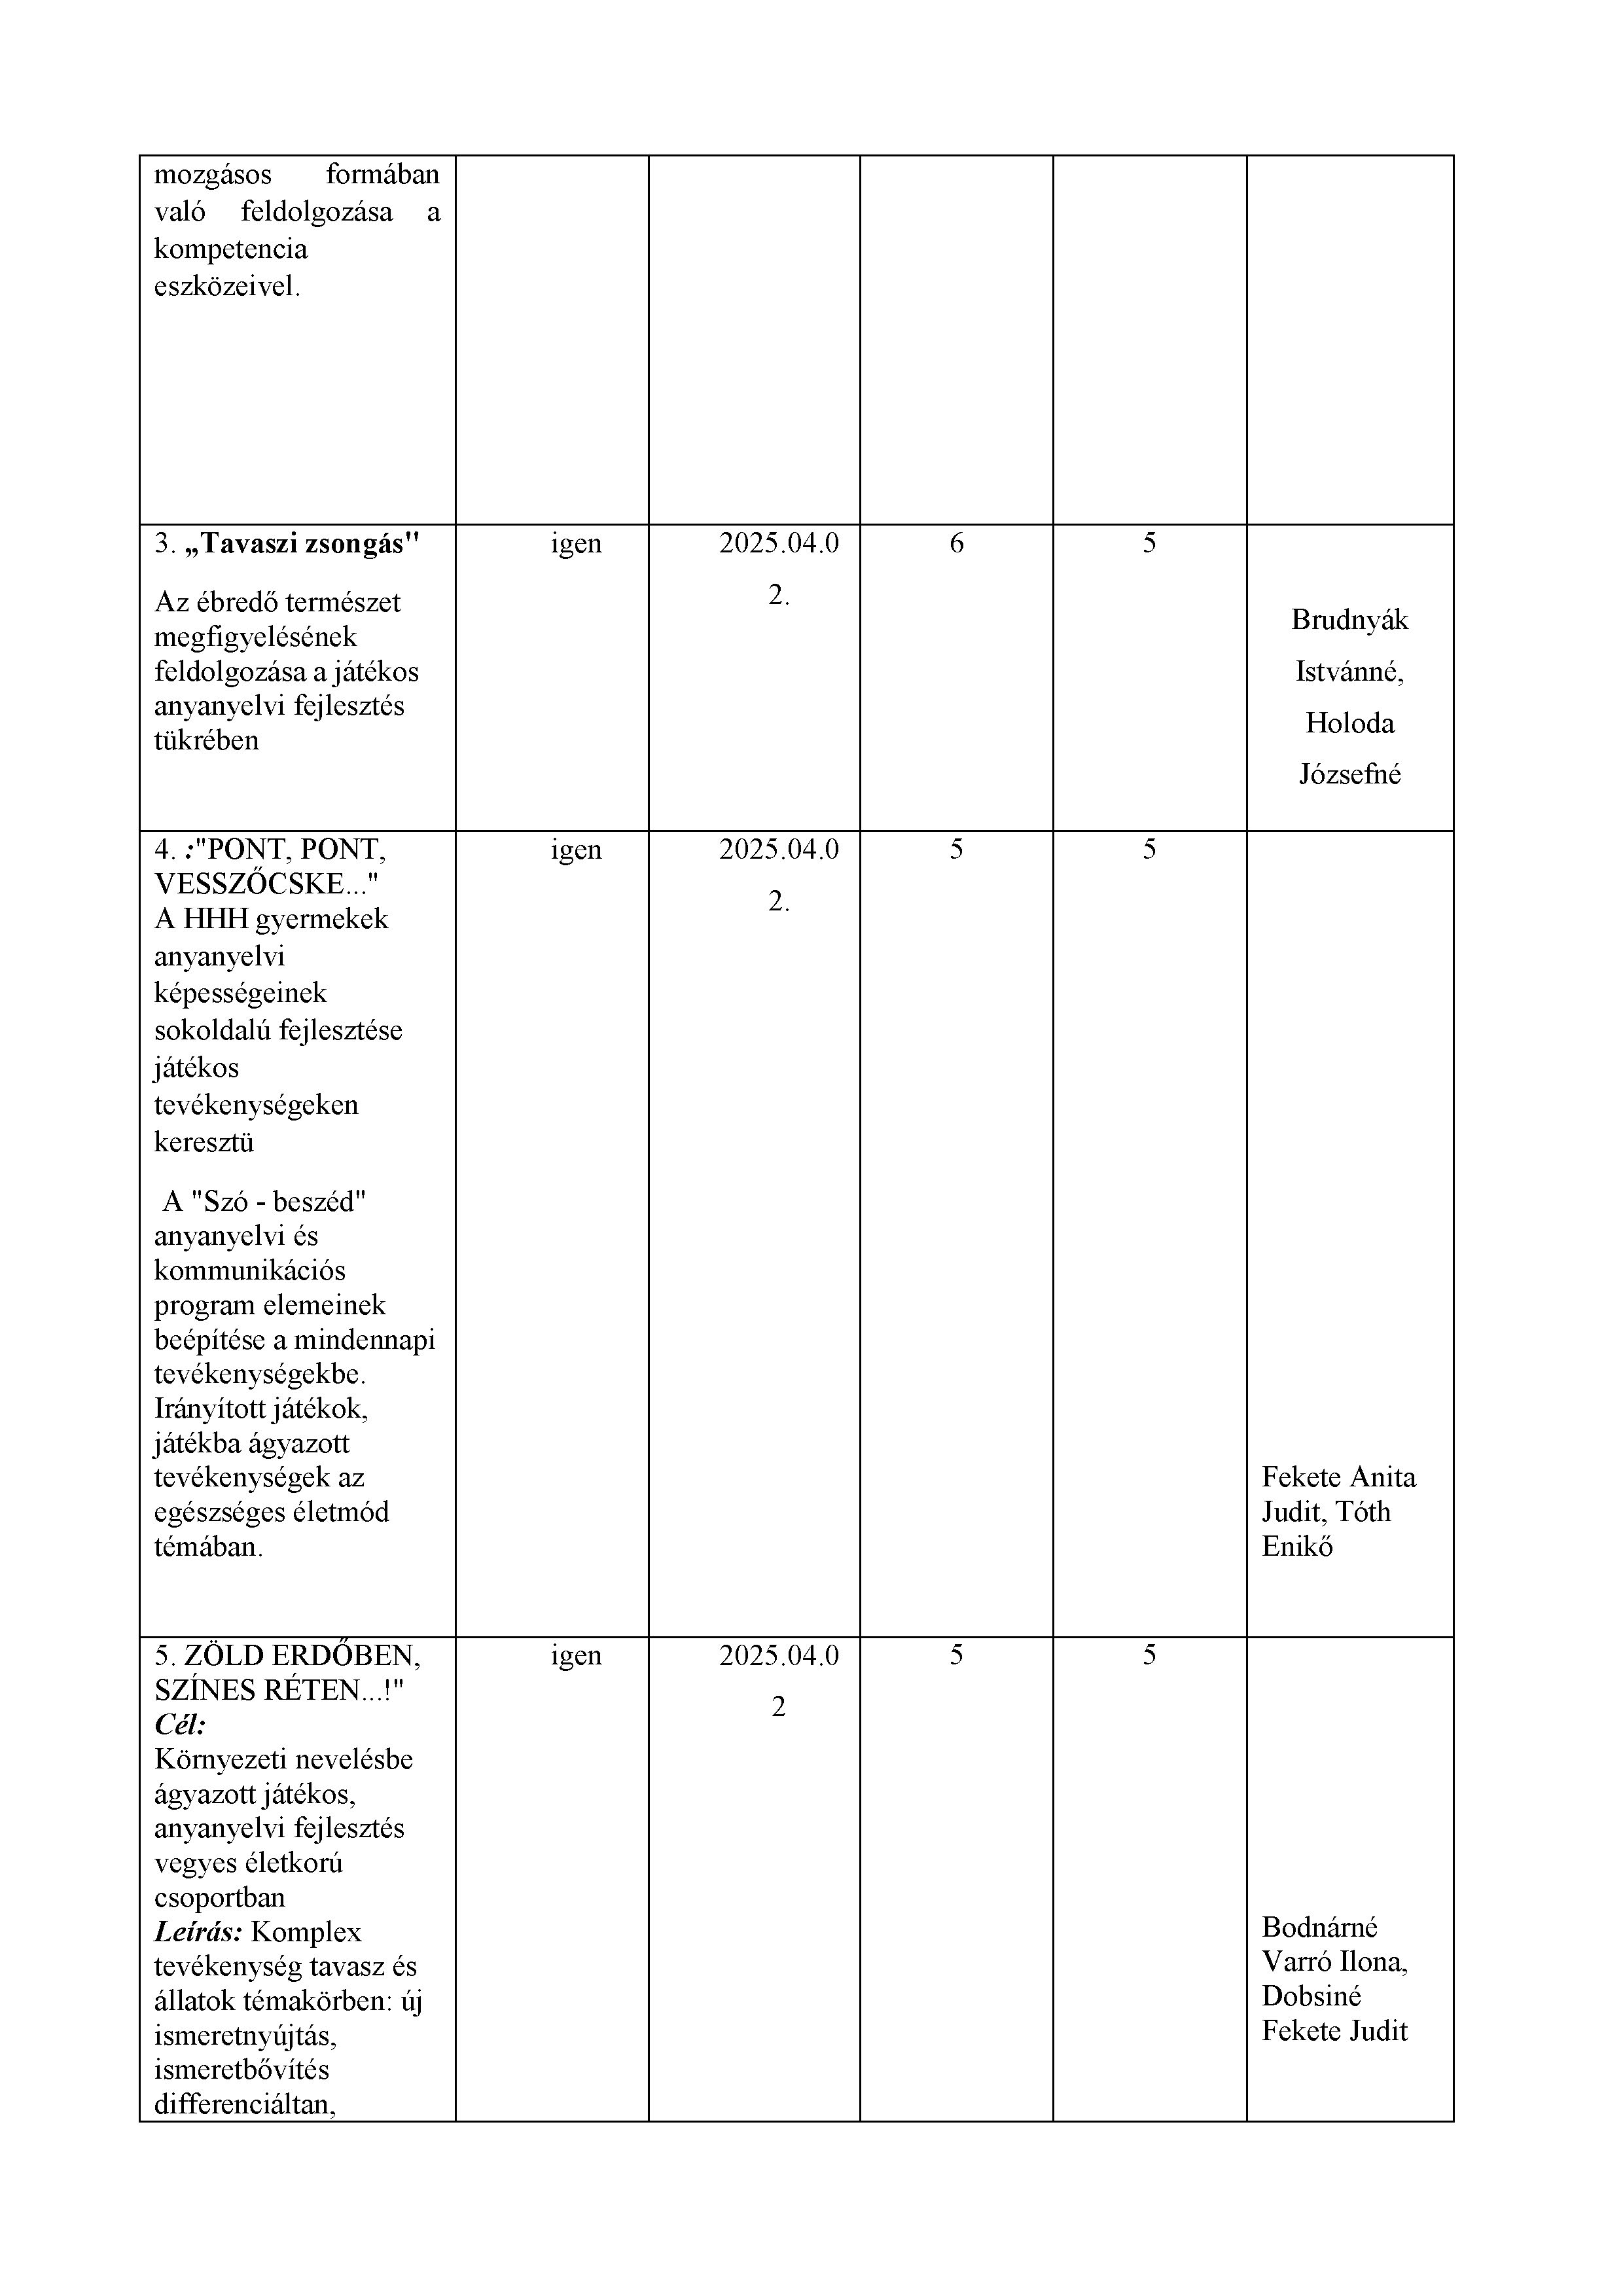 mozgásos formában
való feldolgozása a
kompetencia
eszközeivel.
3. „Tavaszi zsongás"
Az ébredő természet
megfigyelésének
feldolgozása a játékos
anyanyelvi fejlesztés
tükrében
igen
2025.04.0
2.
6
5
Brudnyák
Istvánné,
Holoda
Józsefné
4. :"PONT, PONT,
VESSZŐCSKE..."
A HHH gyermekek
anyanyelvi
képességeinek
sokoldalú fejlesztése
játékos
tevékenységeken
keresztü
A "Szó - beszéd"
anyanyelvi és
kommunikációs
program elemeinek
beépítése a mindennapi
tevékenységekbe.
Irányított játékok,
játékba ágyazott
tevékenységek az
egészséges életmód
témában.
igen
2025.04.0
2.
5
5
Fekete Anita
Judit, Tóth
Enikő
5. ZÖLD ERDŐBEN,
SZÍNES RÉTEN...!"
Cél:
Környezeti nevelésbe
ágyazott játékos,
anyanyelvi fejlesztés
vegyes életkorú
csoportban
Leírás: Komplex
tevékenység tavasz és
állatok témakörben: új
ismeretnyújtás,
ismeretbővítés
differenciáltan,
igen
2025.04.0
2
5
5
Bodnárné
Varró Ilona,
Dobsiné
Fekete Judit